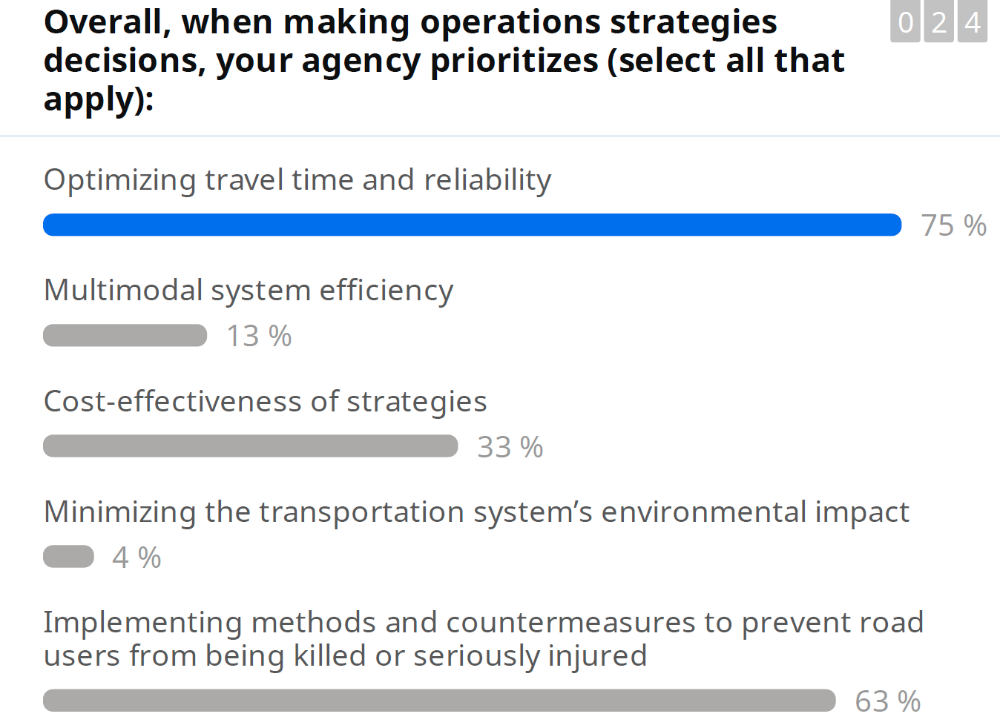 Overall, when making operations strategies
decisions, your agency prioritizes (select all that
apply):
0 2 4
Optimizing travel time and reliability
75 %
Multimodal system efficiency
13 %
Cost-effectiveness of strategies
33 %
Minimizing the transportation system’s environmental impact
4 %
Implementing methods and countermeasures to prevent road
users from being killed or seriously injured
63 %